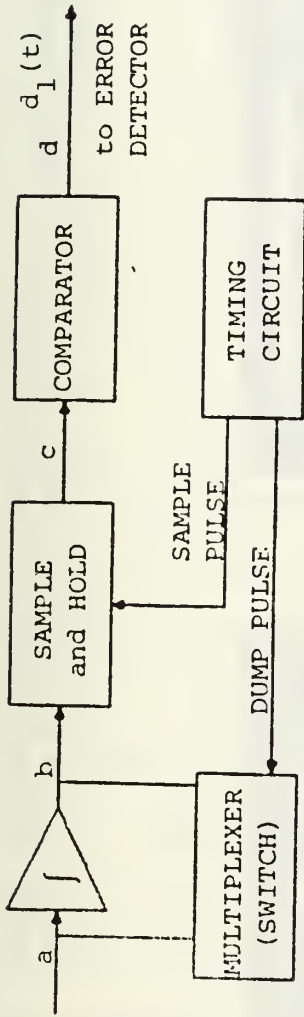 a
∫
b
SAMPLE
and HOLD
c
COMPARATOR
d
d1(t)
to ERROR
DETECTOR
MULTIPLEXER
(SWITCH)
DUMP PULSE
SAMPLE
PULSE
TIMING
CIRCUIT